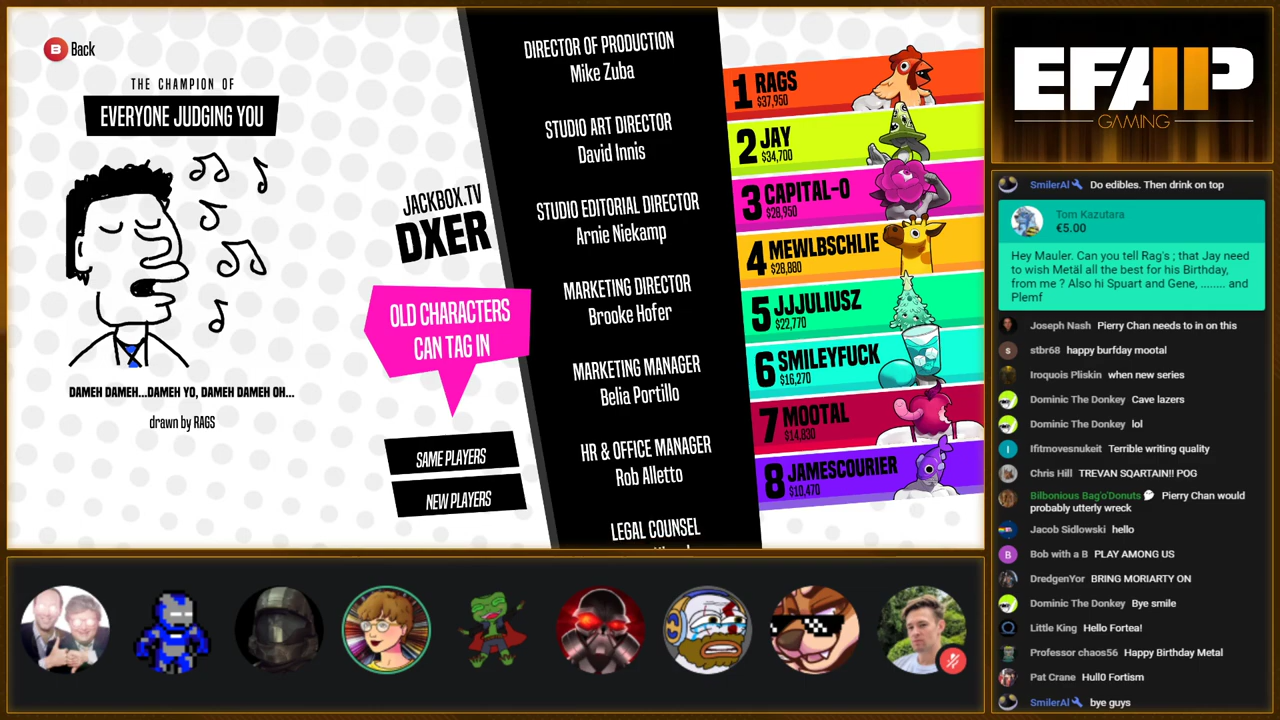 B Back
THE CHAMPION OF
EVERYONE JUDGING YOU
DAMEH DAMEH...DAMEH YO, DAMEH DAMEH OH...
drawn by RAGS
JACKBOX.TV
DXER
OLD CHARACTERS
CAN TAG IN
SAME PLAYERS
NEW PLAYERS
DIRECTOR OF PRODUCTION
Mike Zuba
STUDIO ART DIRECTOR
David Innis
STUDIO EDITORIAL DIRECTOR
Arnie Niekamp
MARKETING DIRECTOR
Brooke Hofer
MARKETING MANAGER
Belia Portillo
HR & OFFICE MANAGER
Rob Alletto
LEGAL COUNSEL
1 RAGS
$37,950
2 JAY
$34,700
3 CAPITAL-O
$28,950
4 MEWLBSCHLIE
$28,880
5 JJJULIUSZ
$22,770
6 SMILEYFUCK
$16,270
7 MOOTAL
$14,830
8 JAMESCOURIER
$10,470
EFAP
GAMING
SmilerAl Do edibles. Then drink on top
Tom Kazutara
€5.00
Hey Mauler. Can you tell Rag's ; that Jay need
to wish Metäl all the best for his Birthday,
from me ? Also hi Spuart and Gene, ........ and
Plemf
Joseph Nash Pierry Chan needs to in on this
s
stbr68 happy burfday mootal
Iroquois Pliskin when new series
Dominic The Donkey Cave lazers
Dominic The Donkey lol
I
Ifitmovesnukeit Terrible writing quality
Chris Hill TREVAN SQARTAIN!! POG
Bilbonious Bag'o'Donuts Pierry Chan would
probably utterly wreck
Jacob Sidlowski hello
B
Bob with a B PLAY AMONG US
DredgenYor BRING MORIARTY ON
Dominic The Donkey Bye smile
Little King Hello Fortea!
Professor chaos56 Happy Birthday Metal
Pat Crane Hull0 Fortism
SmilerAl bye guys